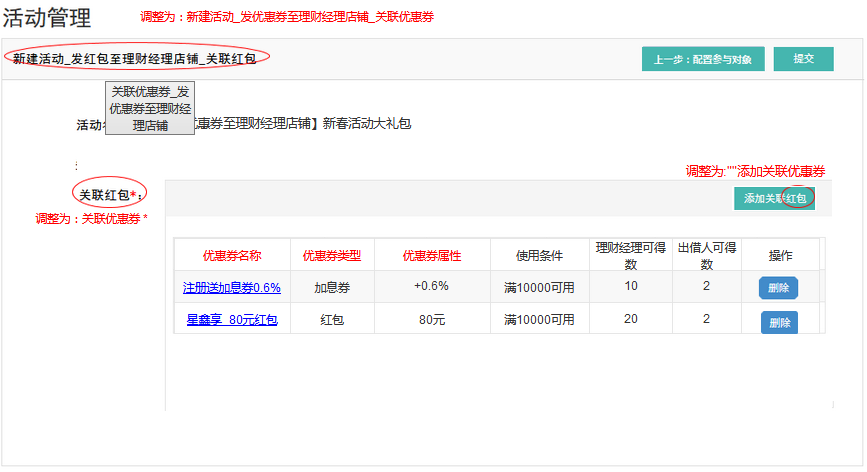 活动管理
调整为：新建活动_发优惠券至理财经理店铺_关联优惠券
新建活动_发红包至理财经理店铺_关联红包
上一步：配置参与对象
提交
关联优惠券_发
优惠券至理财经
理店铺
活动
优惠券至理财经理店铺】新春活动大礼包
调整为:""添加关联优惠券
关联红包*：
调整为：关联优惠券 *
添加关联红包
优惠券名称 优惠券类型 优惠券属性 使用条件 理财经理可得数 出借人可得数 操作
注册送加息券0.6% 加息券 +0.6% 满10000可用 10 2 删除
星鑫享_80元红包 红包 80元 满10000可用 20 2 删除